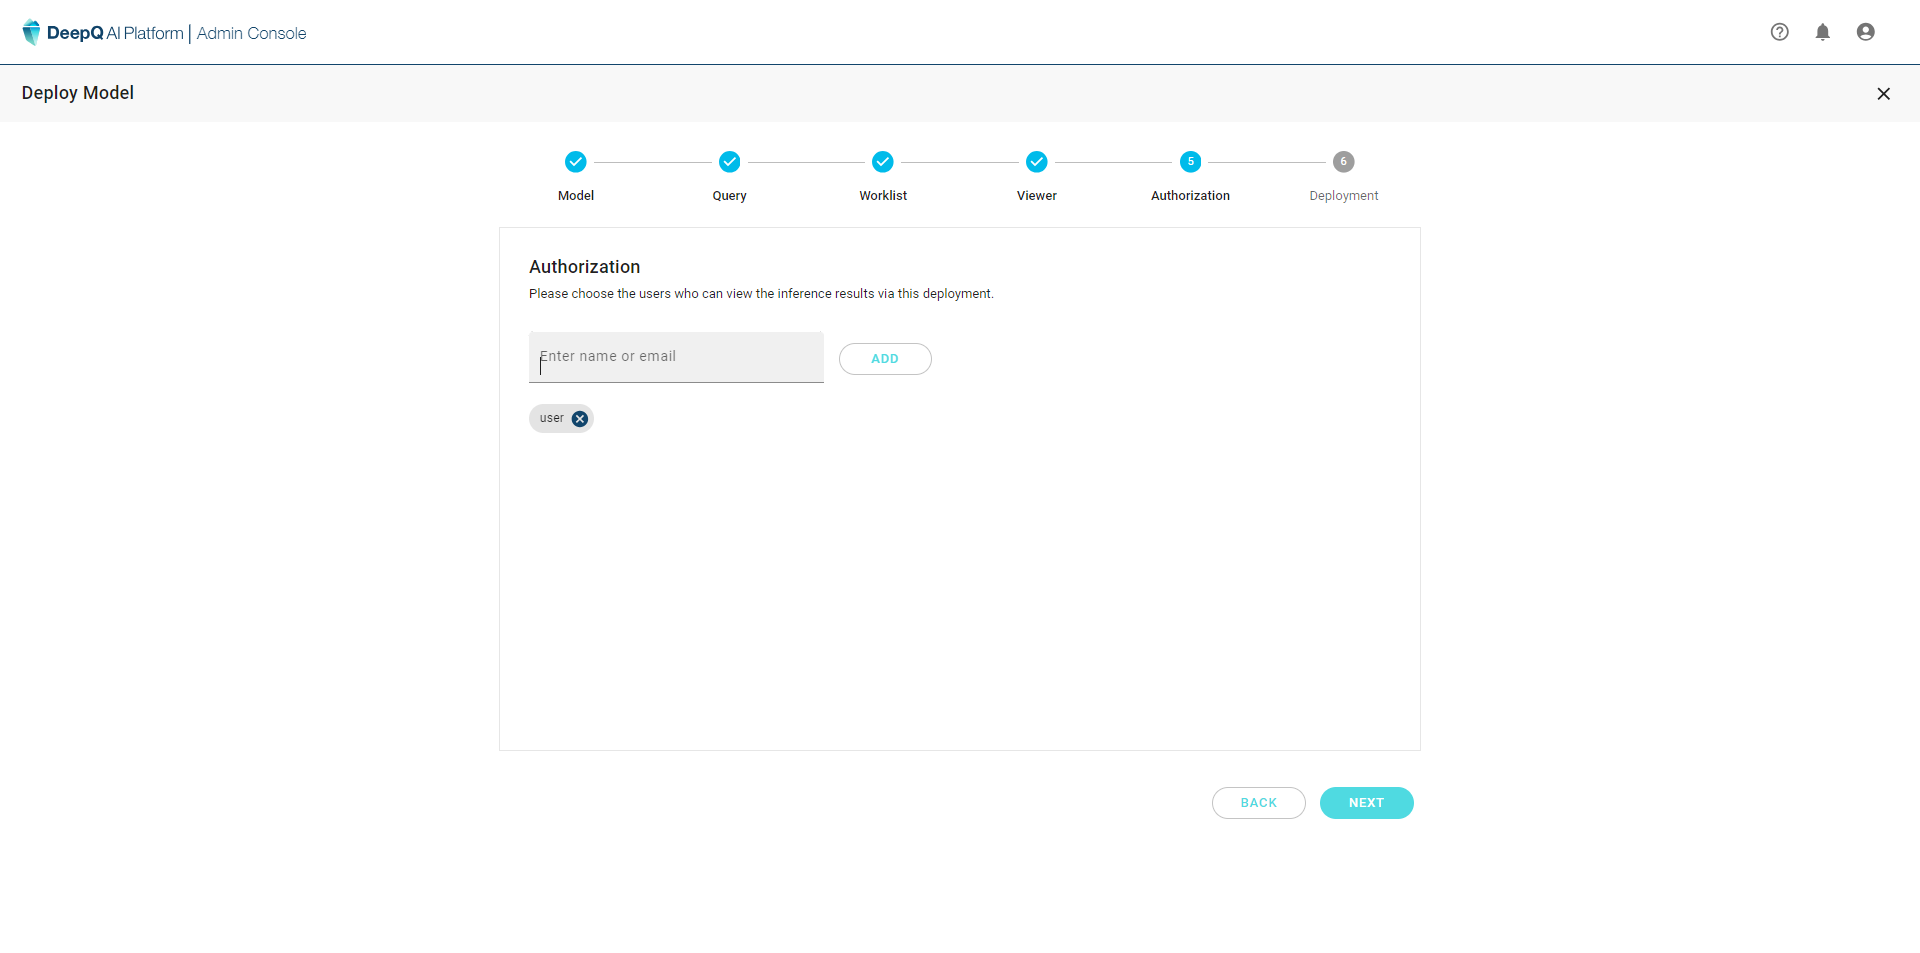 DeepQ AI Platform | Admin Console
Deploy Model
5
6
Model
Query
Worklist
Viewer
Authorization
Deployment
Authorization
Please choose the users who can view the inference results via this deployment.
Enter name or email
ADD
user
BACK
NEXT